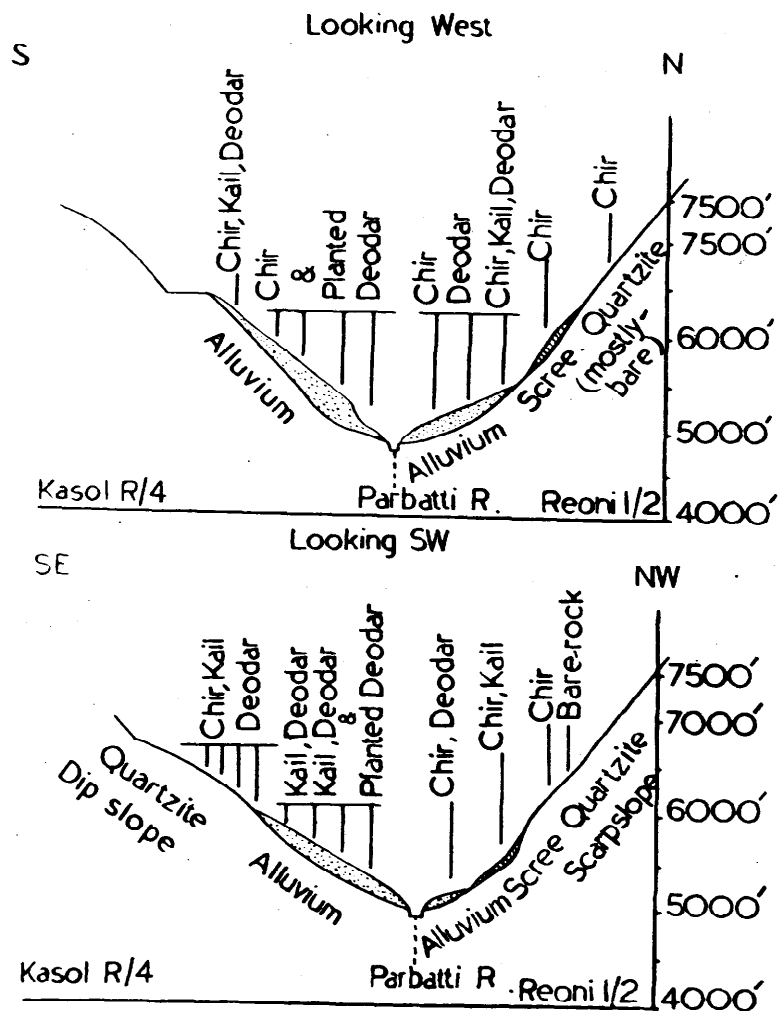 Looking West
S
N
Chir, Kail, Deodar
Chir
&
Planted
Deodar
Chir
Deodar
Chir, Kail, Deodar
Chir
Chir
7500′
7500′
6000′
5000′
4000′
Alluvium
Alluvium
Scree
Quartzite
(mostly-
bare)
Kasol R/4
Parbatti R.
Reoni 1/2
Looking SW
SE
NW
Chir, Kail
Deodar
Kail, Deodar
Kail, Deodar
&
Planted Deodar
Chir, Deodar
Chir, Kail
Chir
Bare-rock
7500′
7000′
6000′
5000′
4000′
Quartzite
Dip slope
Alluvium
Alluvium
Scree
Quartzite
Scarpslope
Kasol R/4
Parbatti R
Reoni 1/2